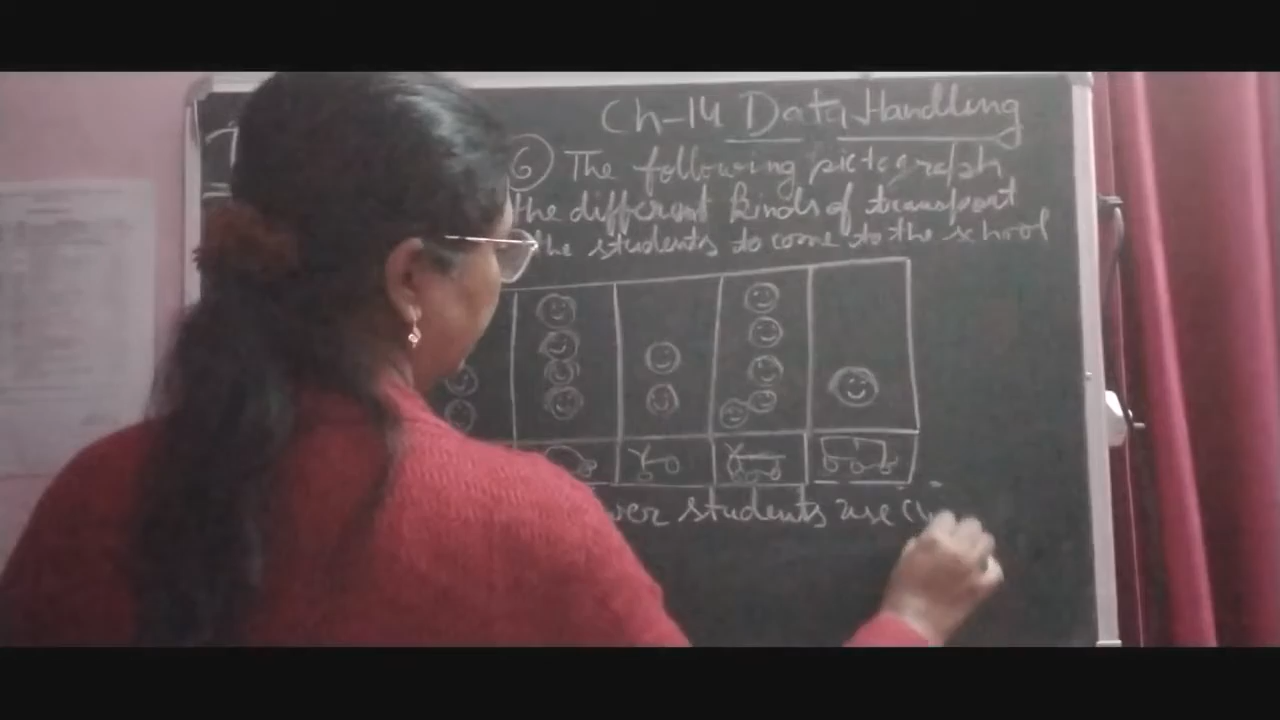 Ch-14 Data Handling
6 The following pictograph
the different kinds of transport
the students to come to the school
students use